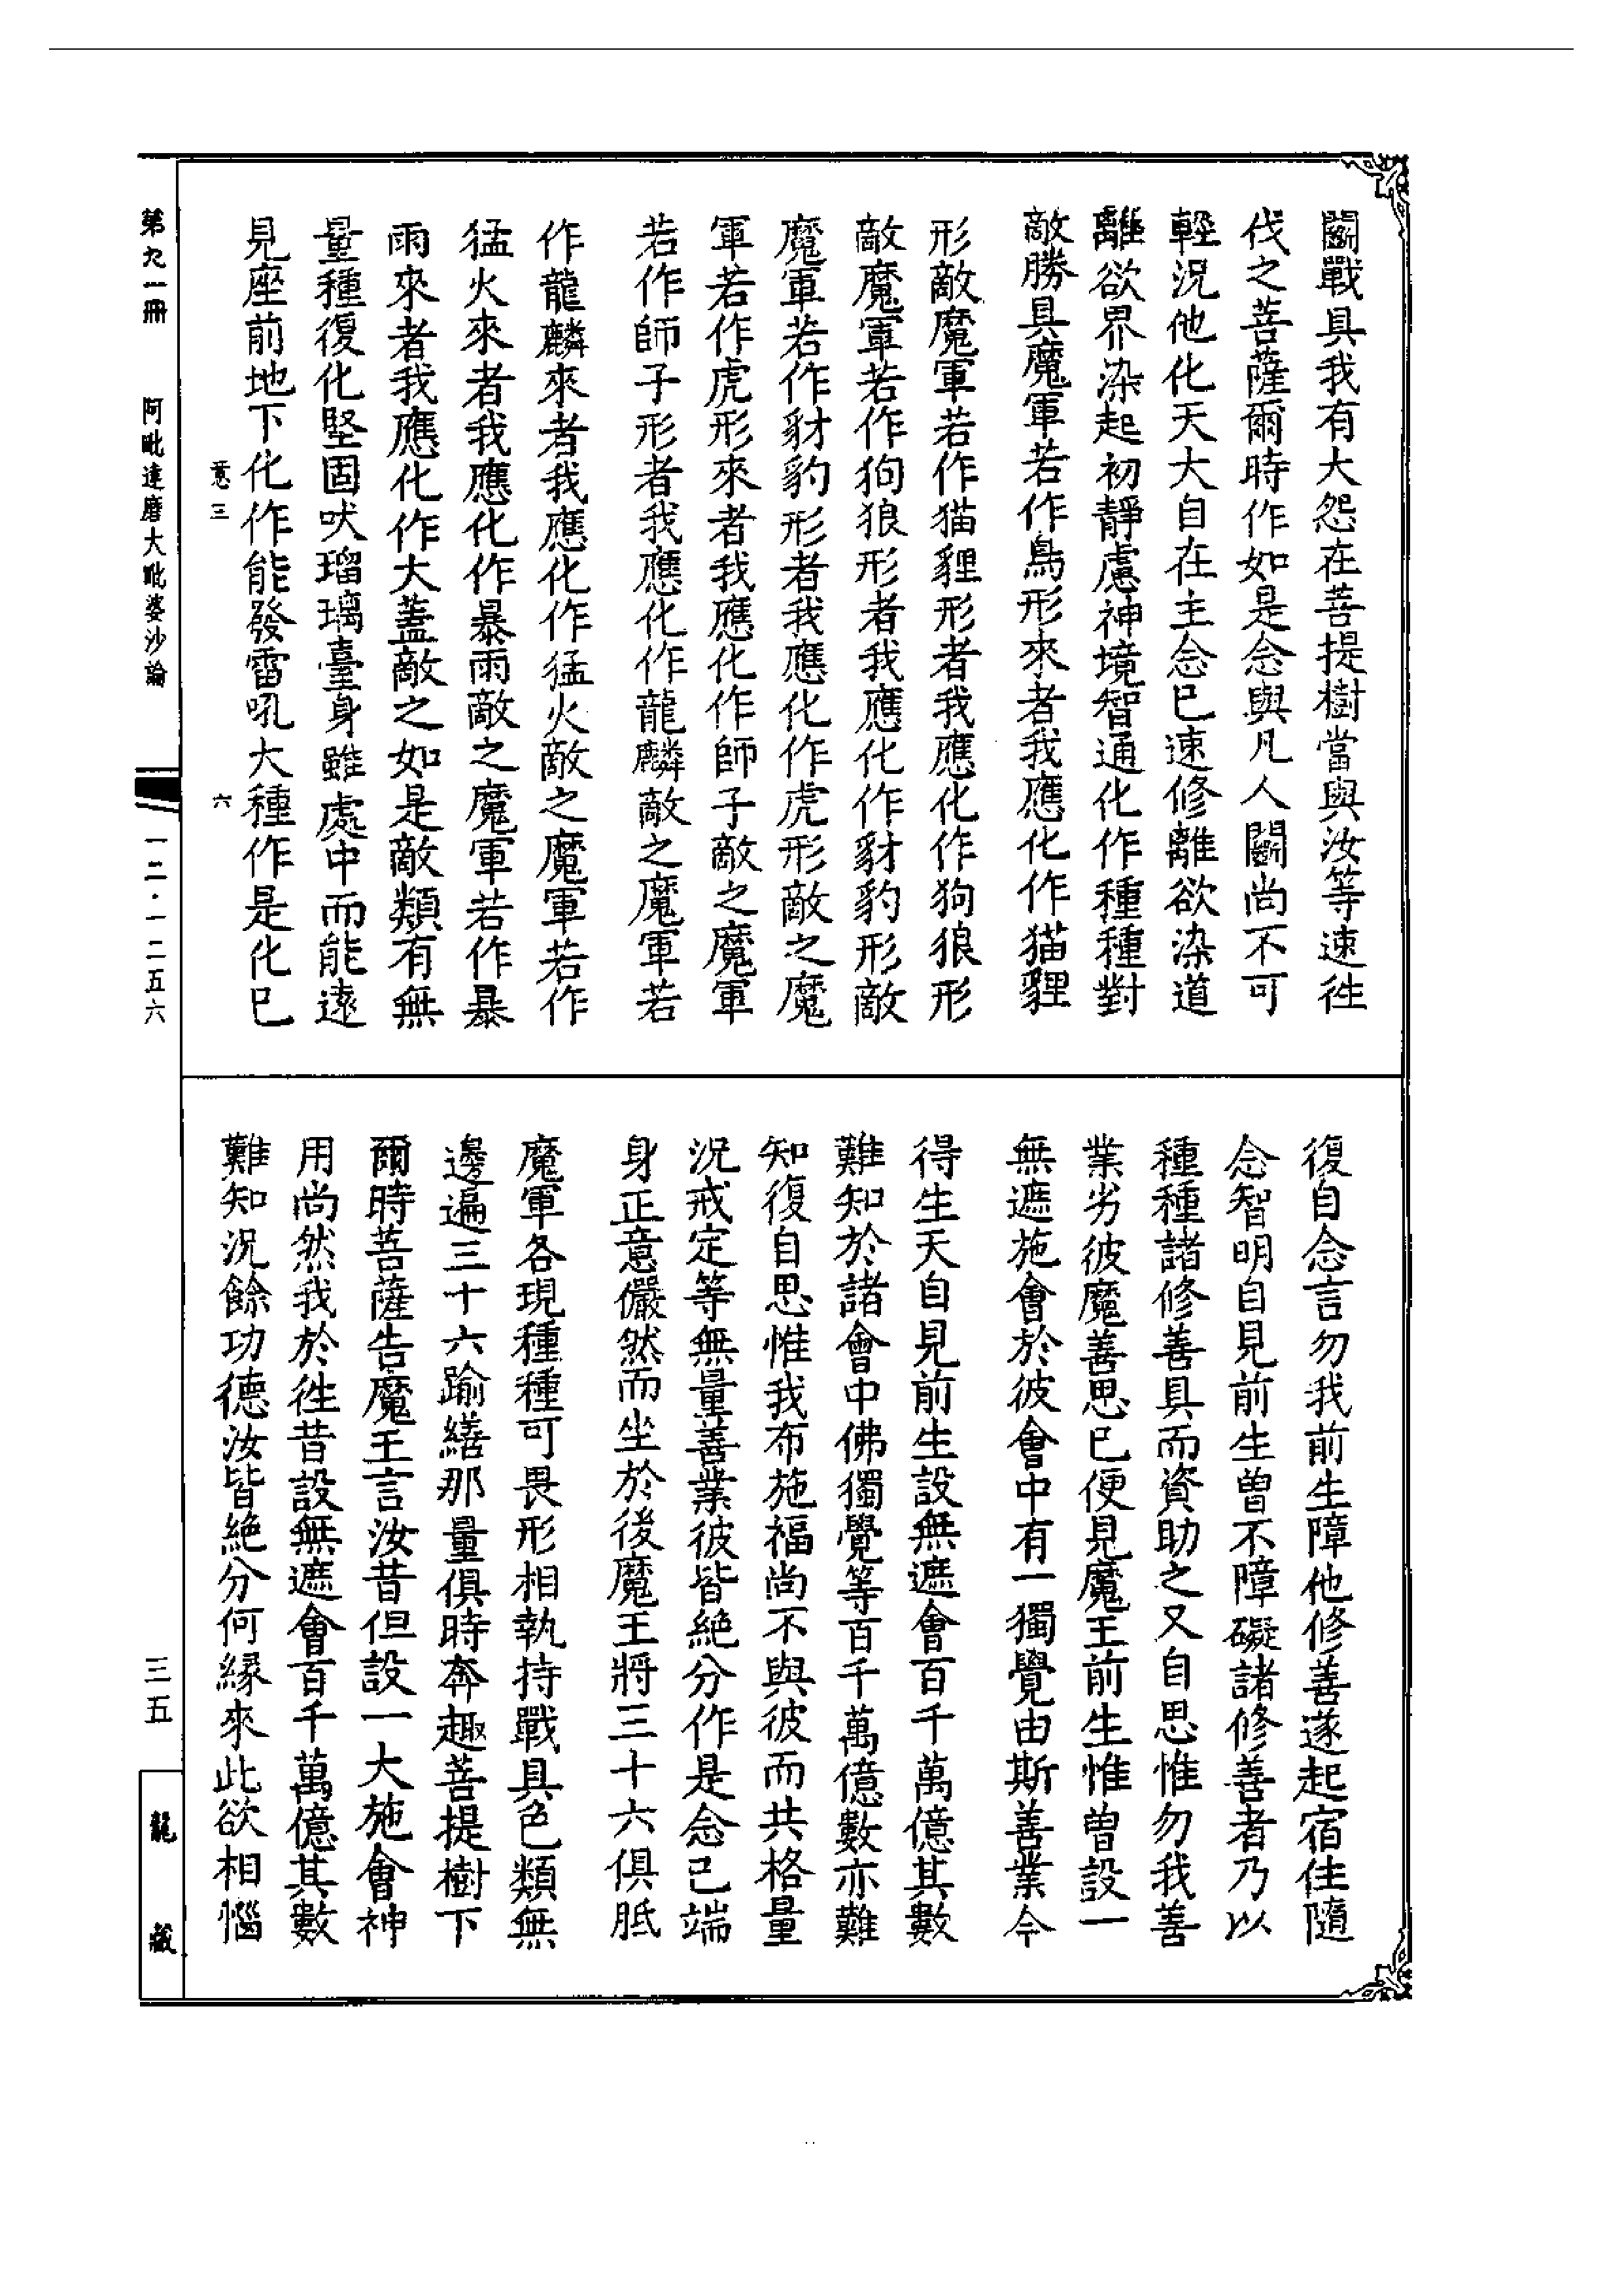 鬬戰具我有大怨在菩提樹當與汝等速徃
伐之菩薩爾時作如是念與凡人鬬尚不可
輕況他化天大自在主念已速修離欲染道
離欲界染起初靜慮神境智通化作種種對
敵勝具魔軍若作鳥形來者我應化作猫貍
形敵魔軍若作猫貍形者我應化作狗狼形
敵魔軍若作狗狼形者我應化作豺豹形敵
魔軍若作豺豹形者我應化作虎形敵之魔
軍若作虎形來者我應化作師子敵之魔軍
若作師子形者我應化作龍麟敵之魔軍若
作龍麟來者我應化作猛火敵之魔軍若作
猛火來者我應化作暴雨敵之魔軍若作暴
雨來者我應化作大蓋敵之如是敵類有無
量種復化堅固吠瑠璃臺身雖處中而能遠
見座前地下化作能發雷吼大種作是化已
復自念言勿我前生障他修善遂起宿住隨
念智明自見前生曾不障礙諸修善者乃以
種種諸修善具而資助之又自思惟勿我善
業劣彼魔善思已便見魔王前生惟曾設一
無遮施會於彼會中有一獨覺由斯善業今
得生天自見前生設無遮會百千萬億其數
難知於諸會中佛獨覺等百千萬億數亦難
知復自思惟我布施福尚不與彼而共格量
況戒定等無量善業彼皆絕分作是念已端
身正意儼然而坐於後魔王將三十六俱胝
魔軍各現種種可畏形相執持戰具色類無
邊遍三十六踰繕那量俱時奔趣菩提樹下
爾時菩薩告魔王言汝昔但設一大施會神
用尚然我於徃昔設無遮會百千萬億其數
難知況餘功德汝皆絕分何緣來此欲相惱
意三
六
第九一冊
阿毗達磨大毗婆沙論
一二·一二五六
三五
龍藏